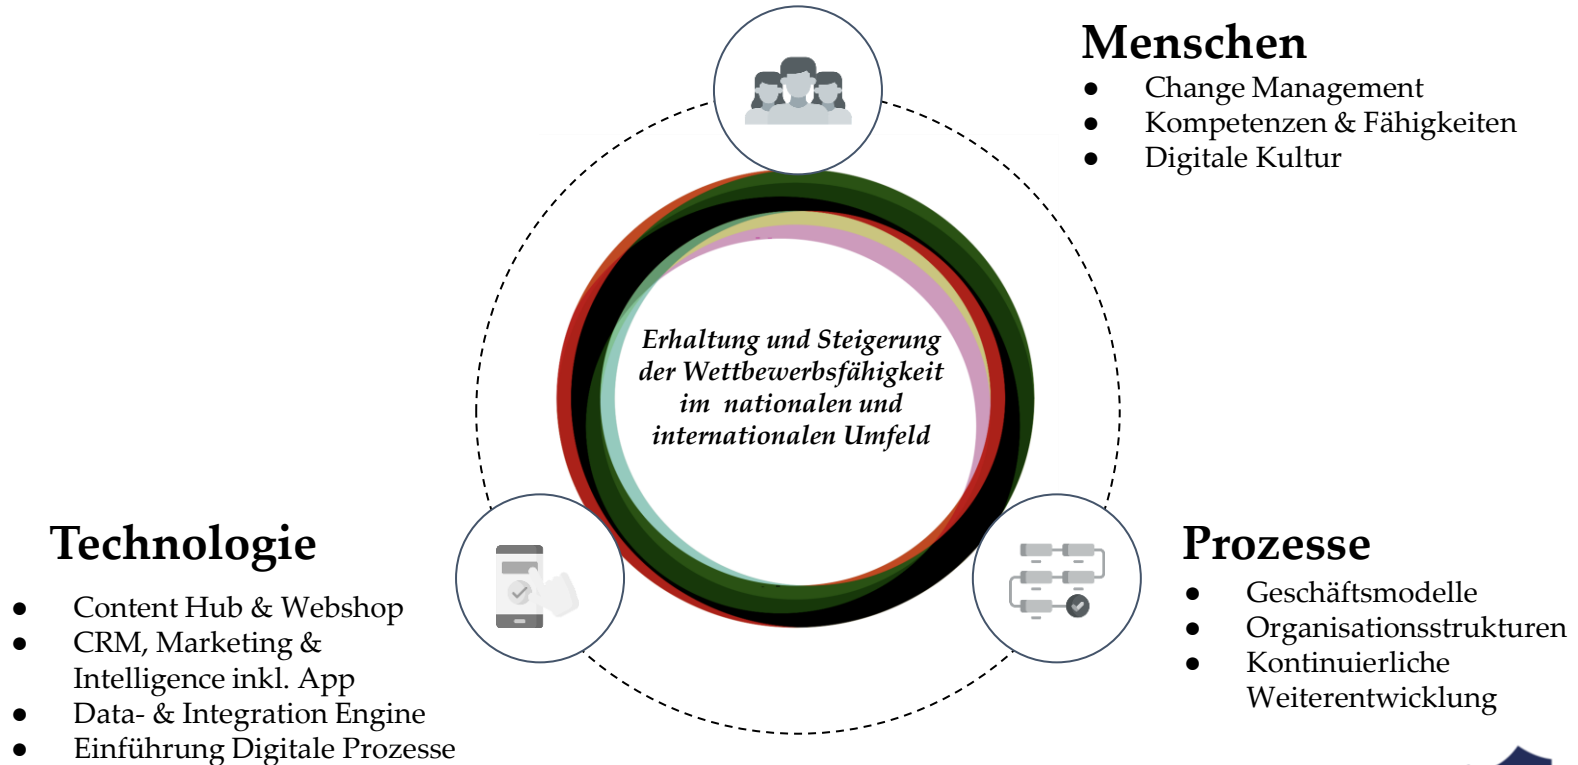 Menschen
● Change Management
● Kompetenzen & Fähigkeiten
● Digitale Kultur
Erhaltung und Steigerung
der Wettbewerbsfähigkeit
im nationalen und
internationalen Umfeld
Technologie
● Content Hub & Webshop
● CRM, Marketing &
Intelligence inkl. App
● Data- & Integration Engine
● Einführung Digitale Prozesse
Prozesse
● Geschäftsmodelle
● Organisationsstrukturen
● Kontinuierliche
Weiterentwicklung